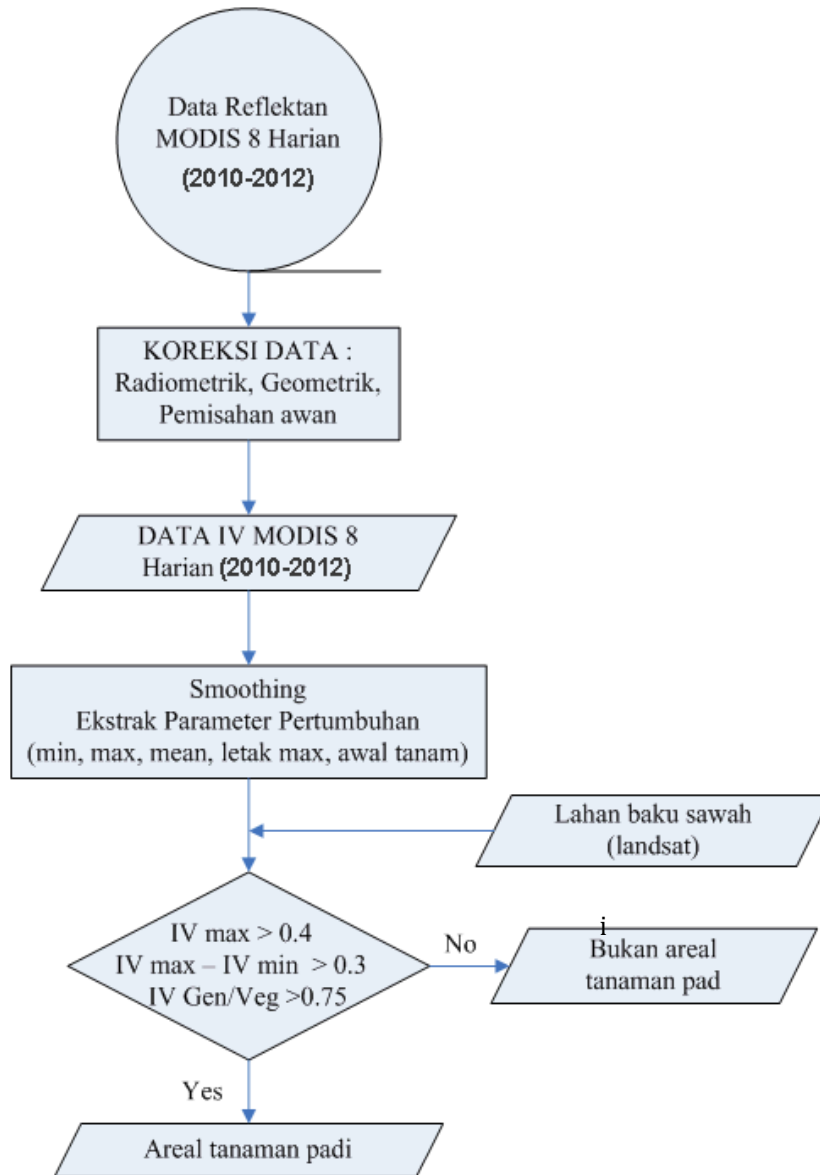 Data Reflektan
MODIS 8 Harian
(2010-2012)
KOREKSI DATA :
Radiometrik, Geometrik,
Pemisahan awan
DATA IV MODIS 8
Harian (2010-2012)
Smoothing
Ekstrak Parameter Pertumbuhan
(min, max, mean, letak max, awal tanam)
Lahan baku sawah
(landsat)
IV max > 0.4
IV max – IV min > 0.3
IV Gen/Veg >0.75
No
i
Bukan areal
tanaman pad
Yes
Areal tanaman padi